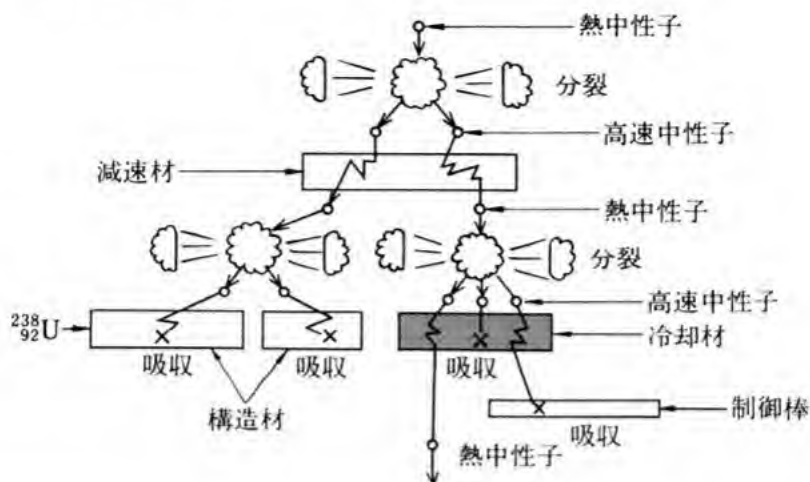 熱中性子
分裂
高速中性子
減速材
熱中性子
分裂
高速中性子
²³⁸₉₂U
冷却材
吸収
吸収
吸収
構造材
制御棒
吸収
熱中性子